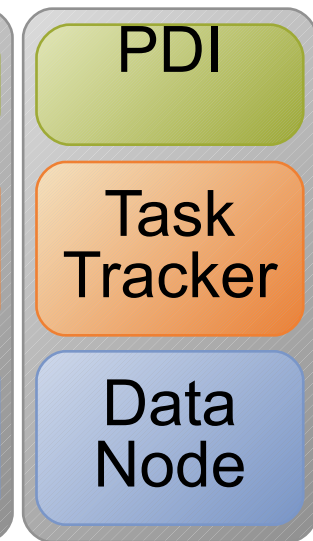 PDI
Task
Tracker
Data
Node